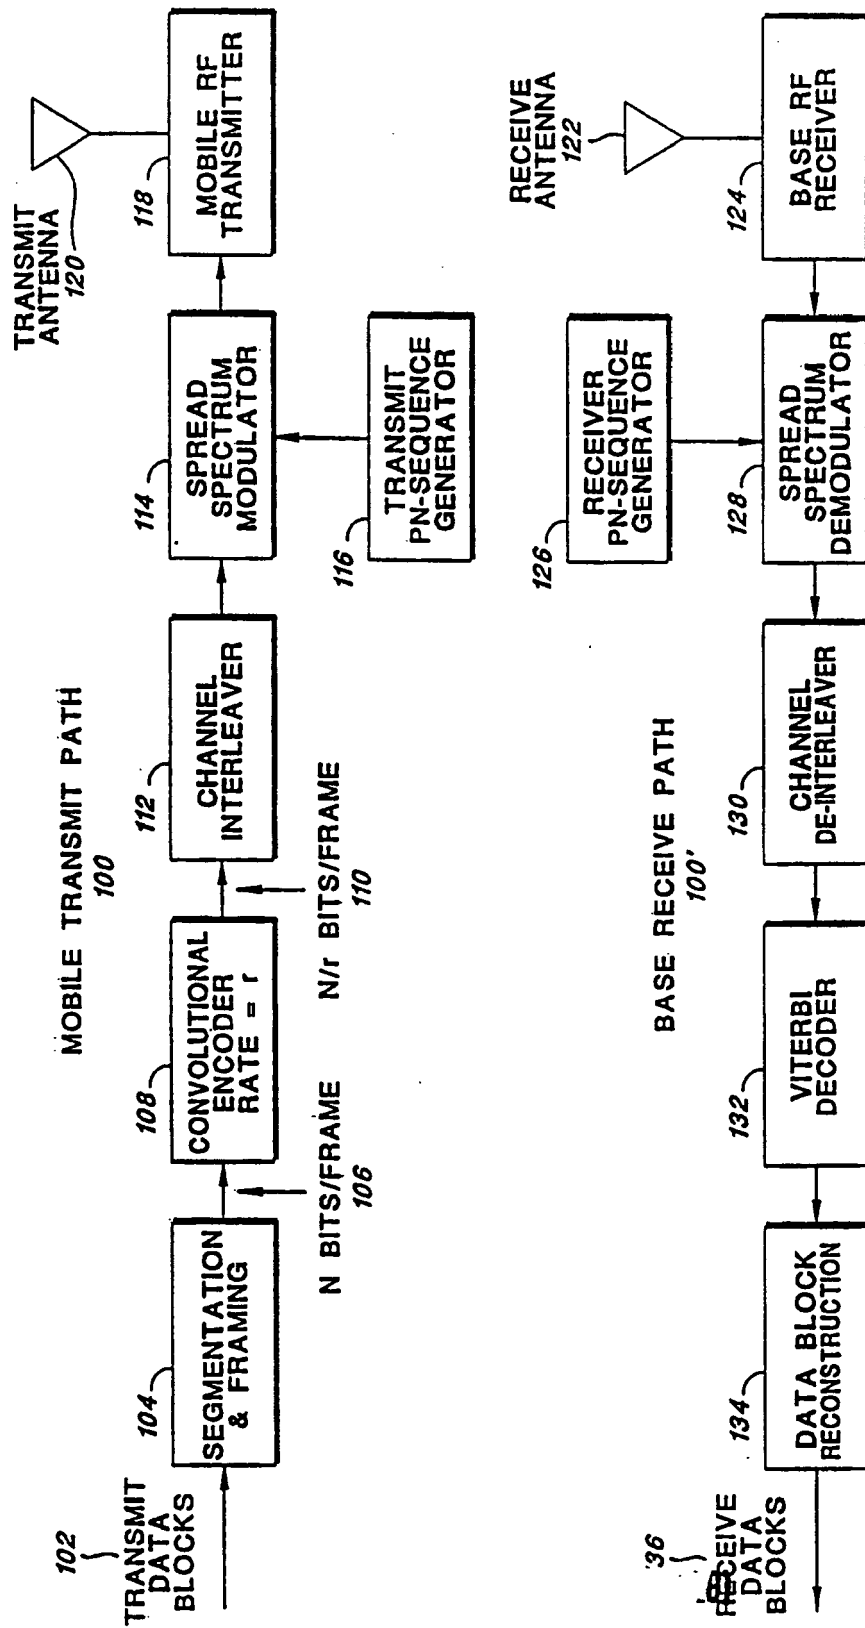 MOBILE TRANSMIT PATH
100
102
TRANSMIT
DATA
BLOCKS
104
SEGMENTATION
& FRAMING
N BITS/FRAME
106
108
CONVOLUTIONAL
ENCODER
RATE = r
N/r BITS/FRAME
110
112
CHANNEL
INTERLEAVER
114
SPREAD
SPECTRUM
MODULATOR
116
TRANSMIT
PN-SEQUENCE
GENERATOR
118
MOBILE RF
TRANSMITTER
TRANSMIT
ANTENNA
120
BASE RECEIVE PATH
100'
RECEIVE
ANTENNA
122
124
BASE RF
RECEIVER
126
RECEIVER
PN-SEQUENCE
GENERATOR
128
SPREAD
SPECTRUM
DEMODULATOR
130
CHANNEL
DE-INTERLEAVER
132
VITERBI
DECODER
134
DATA BLOCK
RECONSTRUCTION
'36
RECEIVE
DATA
BLOCKS